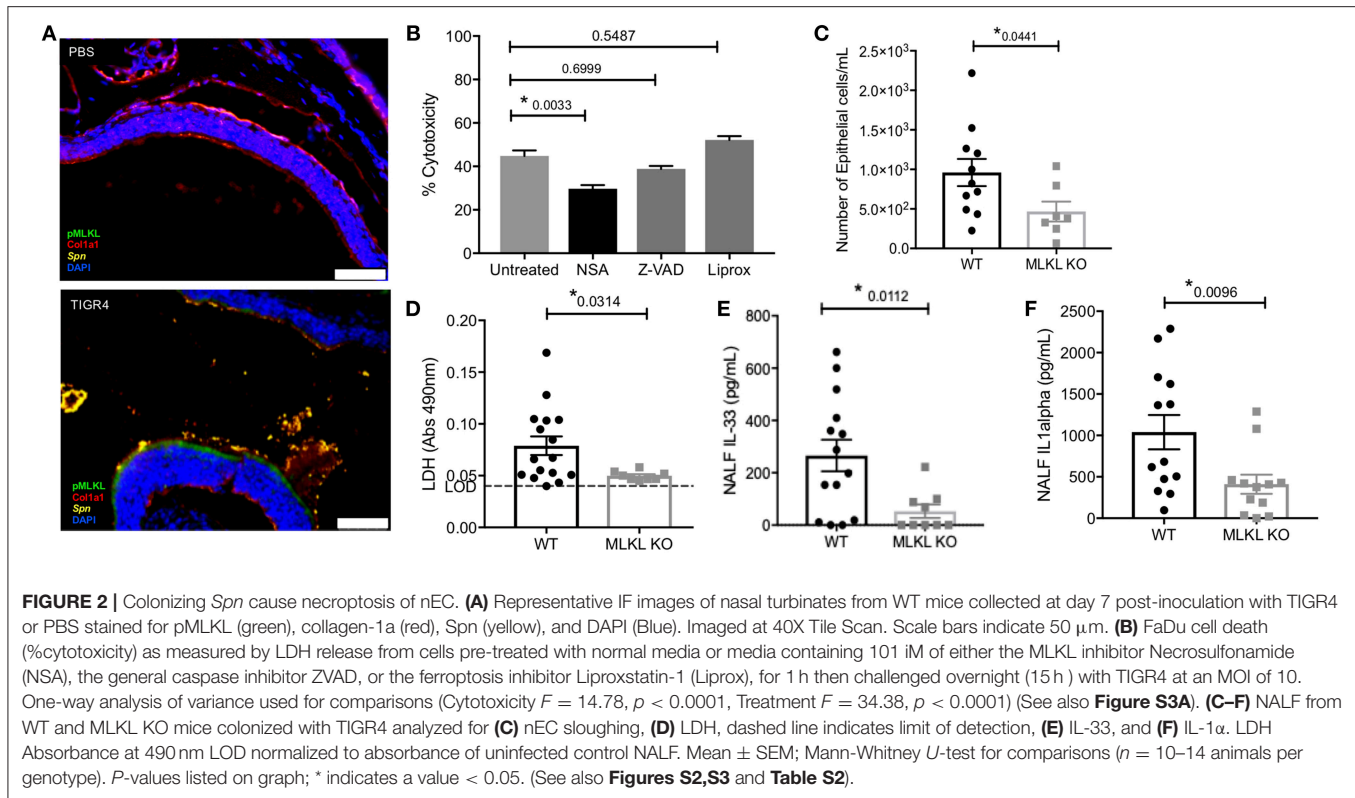 A
PBS
pMLKL
Col1a1
Spn
DAPI
TIGR4
pMLKL
Col1a1
Spn
DAPI
B
0.5487
0.6999
* 0.0033
% Cytotoxicity
100
80
60
40
20
0
Untreated NSA Z-VAD Liprox
C
*0.0441
Number of Epithelial cells/mL
2.5×10³
2.0×10³
1.5×10³
1.0×10³
5.0×10²
0
WT MLKL KO
D
*0.0314
LDH (Abs 490nm)
0.20
0.15
0.10
0.05
LOD
0.00
WT MLKL KO
E
* 0.0112
NALF IL-33 (pg/mL)
800
600
400
200
0
WT MLKL KO
F
* 0.0096
NALF IL1alpha (pg/mL)
2500
2000
1500
1000
500
0
WT MLKL KO
FIGURE 2 | Colonizing Spn cause necroptosis of nEC. (A) Representative IF images of nasal turbinates from WT mice collected at day 7 post-inoculation with TIGR4
or PBS stained for pMLKL (green), collagen-1a (red), Spn (yellow), and DAPI (Blue). Imaged at 40X Tile Scan. Scale bars indicate 50 μm. (B) FaDu cell death
(%cytotoxicity) as measured by LDH release from cells pre-treated with normal media or media containing 101 iM of either the MLKL inhibitor Necrosulfonamide
(NSA), the general caspase inhibitor ZVAD, or the ferroptosis inhibitor Liproxstatin-1 (Liprox), for 1 h then challenged overnight (15 h) with TIGR4 at an MOI of 10.
One-way analysis of variance used for comparisons (Cytotoxicity F = 14.78, p < 0.0001, Treatment F = 34.38, p < 0.0001) (See also Figure S3A). (C–F) NALF from
WT and MLKL KO mice colonized with TIGR4 analyzed for (C) nEC sloughing, (D) LDH, dashed line indicates limit of detection, (E) IL-33, and (F) IL-1α. LDH
Absorbance at 490 nm LOD normalized to absorbance of uninfected control NALF. Mean ± SEM; Mann-Whitney U-test for comparisons (n = 10–14 animals per
genotype). P-values listed on graph; * indicates a value < 0.05. (See also Figures S2,S3 and Table S2).